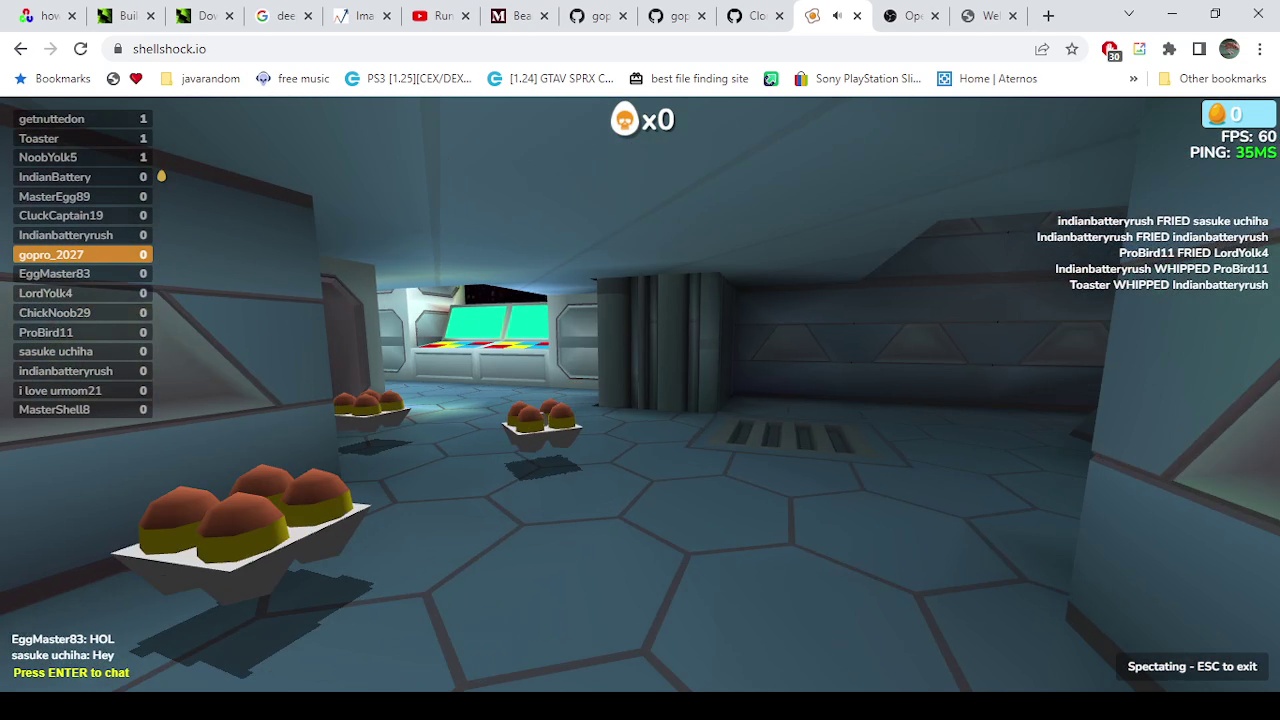 how
Buil
Dow
dee
Ima
Run
Bea
gop
gop
Clo
Ope
Wel
shellshock.io
30
Bookmarks
javarandom
free music
PS3 [1.25][CEX/DEX...
[1.24] GTAV SPRX C...
best file finding site
Sony PlayStation Sli...
Home | Aternos
»
Other bookmarks
getnuttedon 1
Toaster 1
NoobYolk5 1
IndianBattery 0
MasterEgg89 0
CluckCaptain19 0
Indianbatteryrush 0
gopro_2027 0
EggMaster83 0
LordYolk4 0
ChickNoob29 0
ProBird11 0
sasuke uchiha 0
indianbatteryrush 0
i love urmom21 0
MasterShell8 0
x0
0
FPS: 60
PING: 35MS
indianbatteryrush FRIED sasuke uchiha
Indianbatteryrush FRIED indianbatteryrush
ProBird11 FRIED LordYolk4
Indianbatteryrush WHIPPED ProBird11
Toaster WHIPPED Indianbatteryrush
EggMaster83: HOL
sasuke uchiha: Hey
Press ENTER to chat
Spectating - ESC to exit